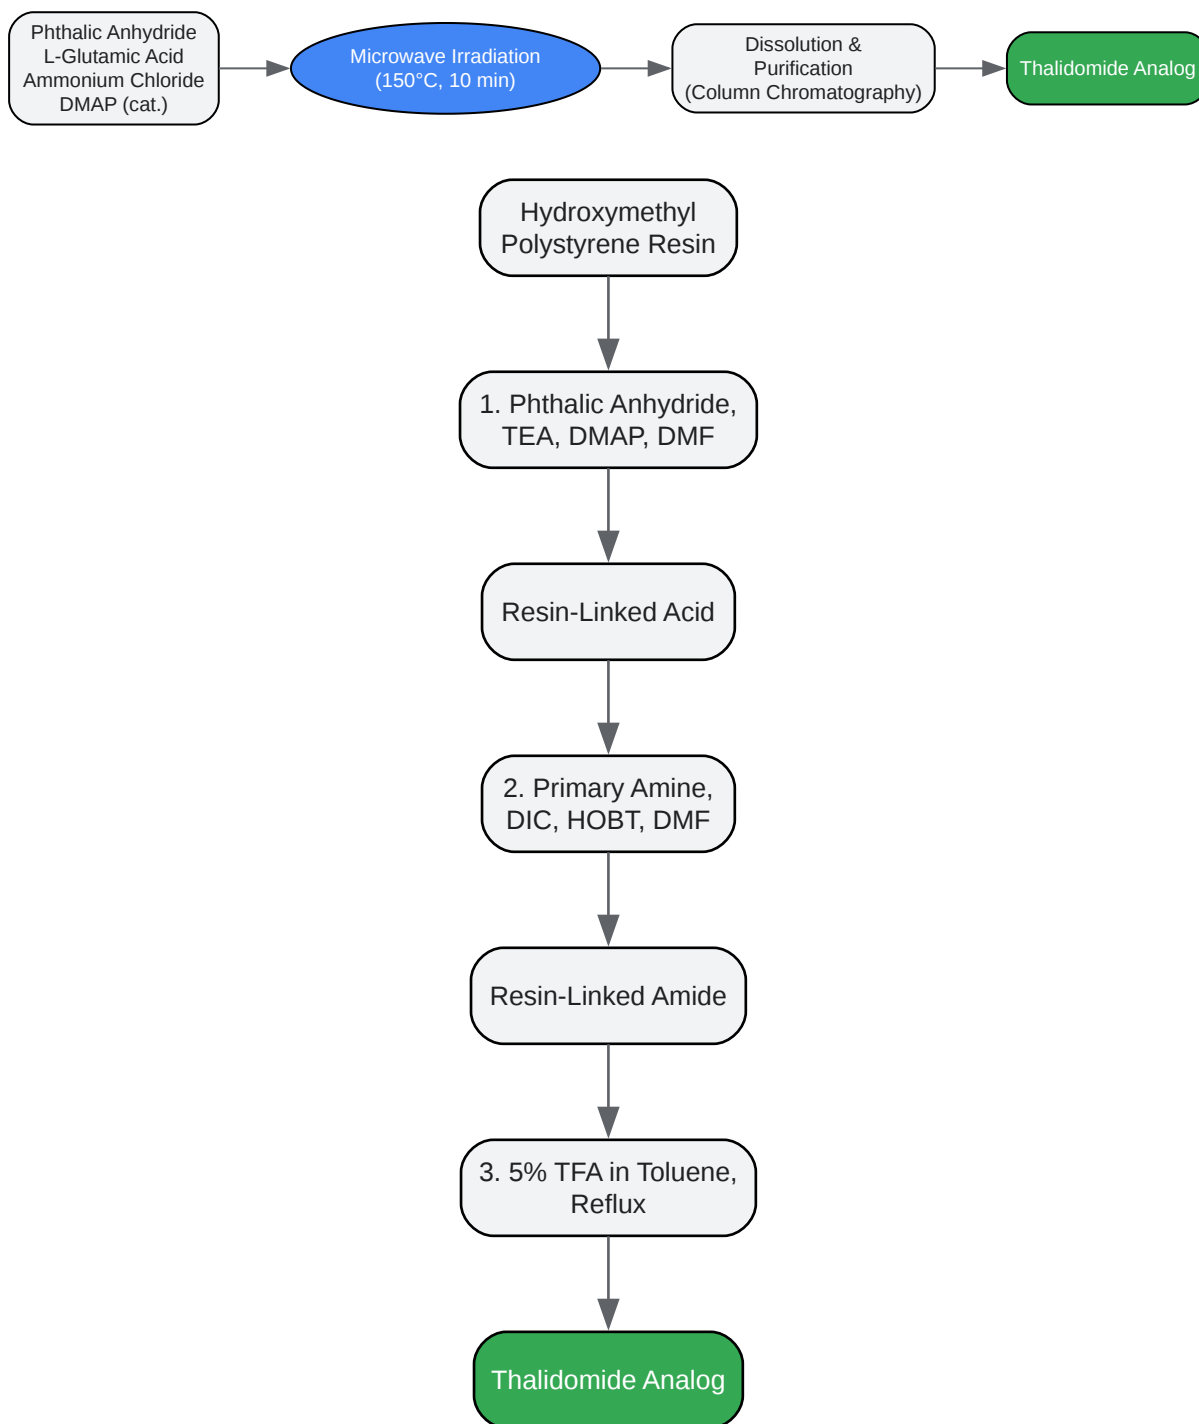 Phthalic Anhydride
L-Glutamic Acid
Ammonium Chloride
DMAP (cat.)
Microwave Irradiation
(150°C, 10 min)
Dissolution &
Purification
(Column Chromatography)
Thalidomide Analog
Hydroxymethyl
Polystyrene Resin
1. Phthalic Anhydride,
TEA, DMAP, DMF
Resin-Linked Acid
2. Primary Amine,
DIC, HOBT, DMF
Resin-Linked Amide
3. 5% TFA in Toluene,
Reflux
Thalidomide Analog